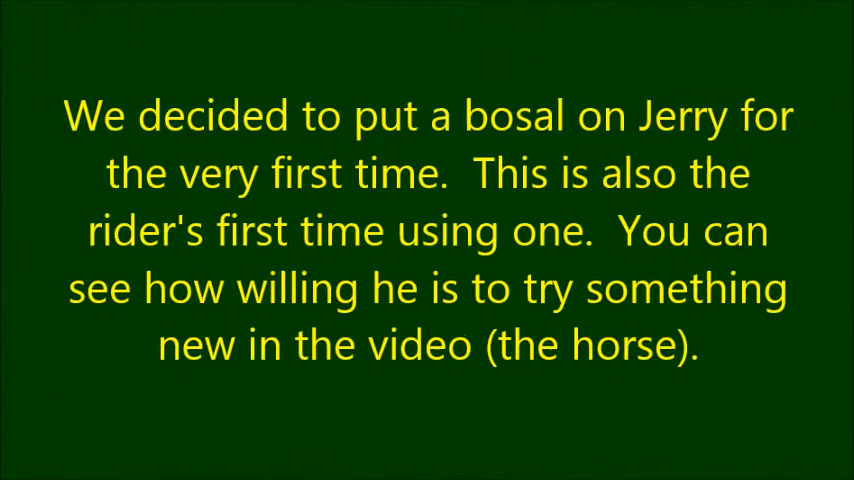 We decided to put a bosal on Jerry for
the very first time.  This is also the
rider's first time using one.  You can
see how willing he is to try something
new in the video (the horse).